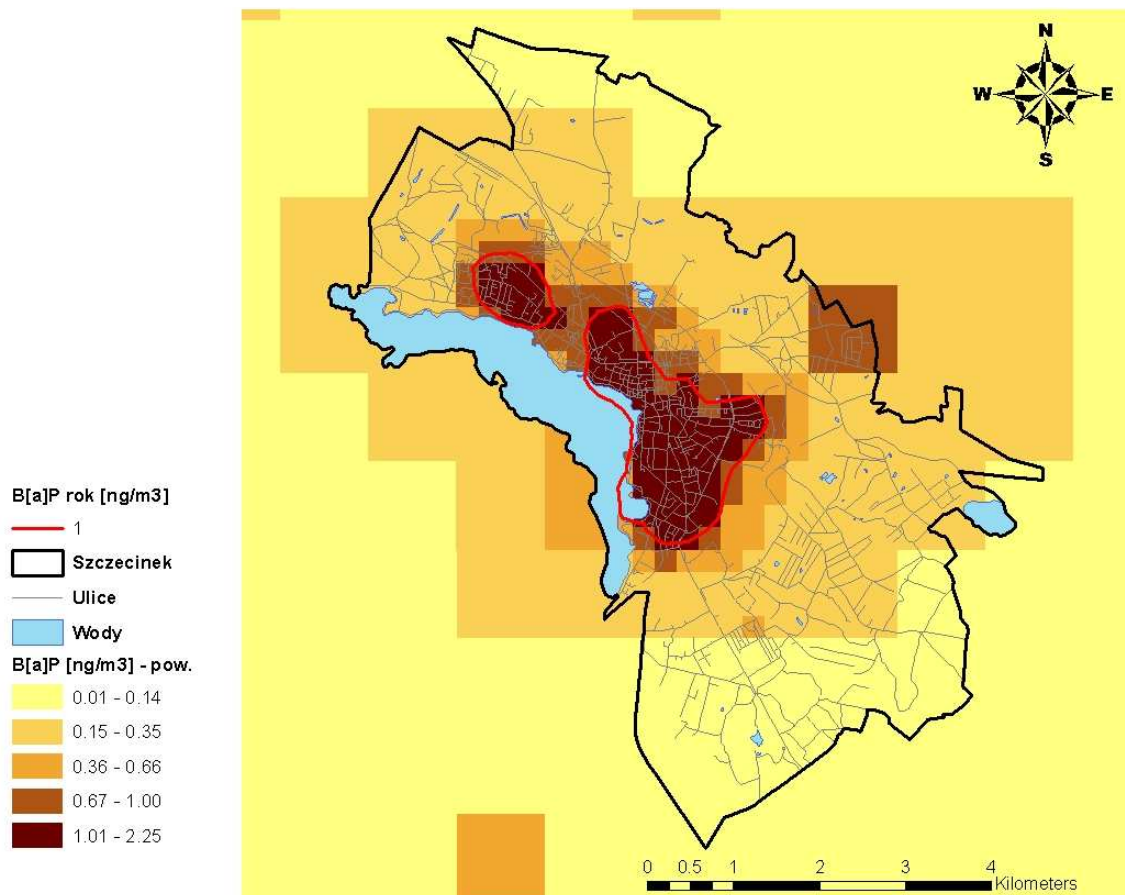 N
W E
S
B[a]P rok [ng/m3]
1
Szczecinek
Ulice
Wody
B[a]P [ng/m3] - pow.
0.01 - 0.14
0.15 - 0.35
0.36 - 0.66
0.67 - 1.00
1.01 - 2.25
0 0.5 1 2 3 4
Kilometers